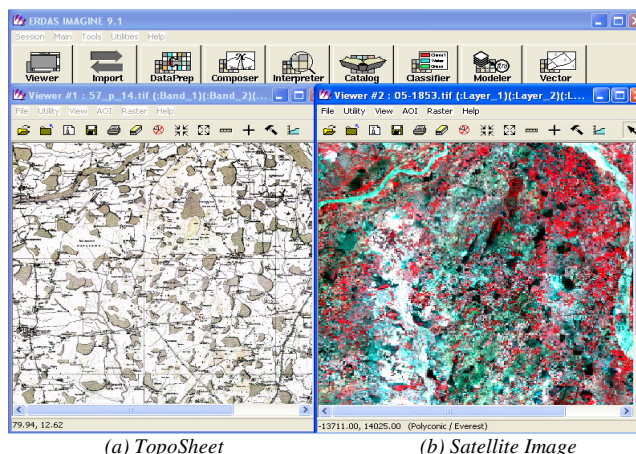 ERDAS IMAGINE 9.1
Session Main Tools Utilities Help
Viewer Import DataPrep Composer Interpreter Catalog Classifier Modeler Vector
Class1
Water
Viewer #1 : 57_p_14.tif (:Band_1)(:Band_2)(...
File Utility View AOI Raster Help
79.94, 12.62
Viewer #2 : 05-1853.tif (:Layer_1)(:Layer_2)(:L...
File Utility View AOI Raster Help
-13711.00, 14025.00 (Polyconic / Everest)
(a) TopoSheet
(b) Satellite Image